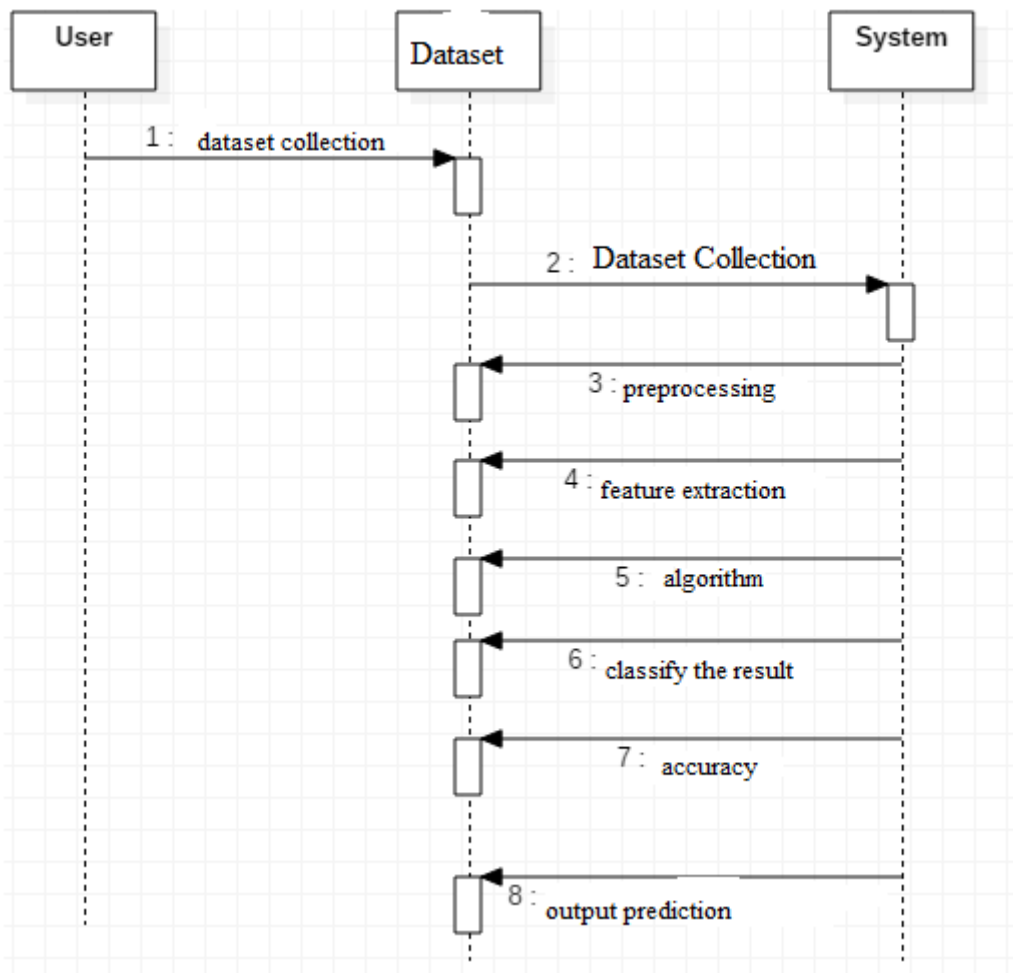 User
Dataset
System
1 : dataset collection
2 : Dataset Collection
3 : preprocessing
4 : feature extraction
5 : algorithm
6 : classify the result
7 : accuracy
8 : output prediction